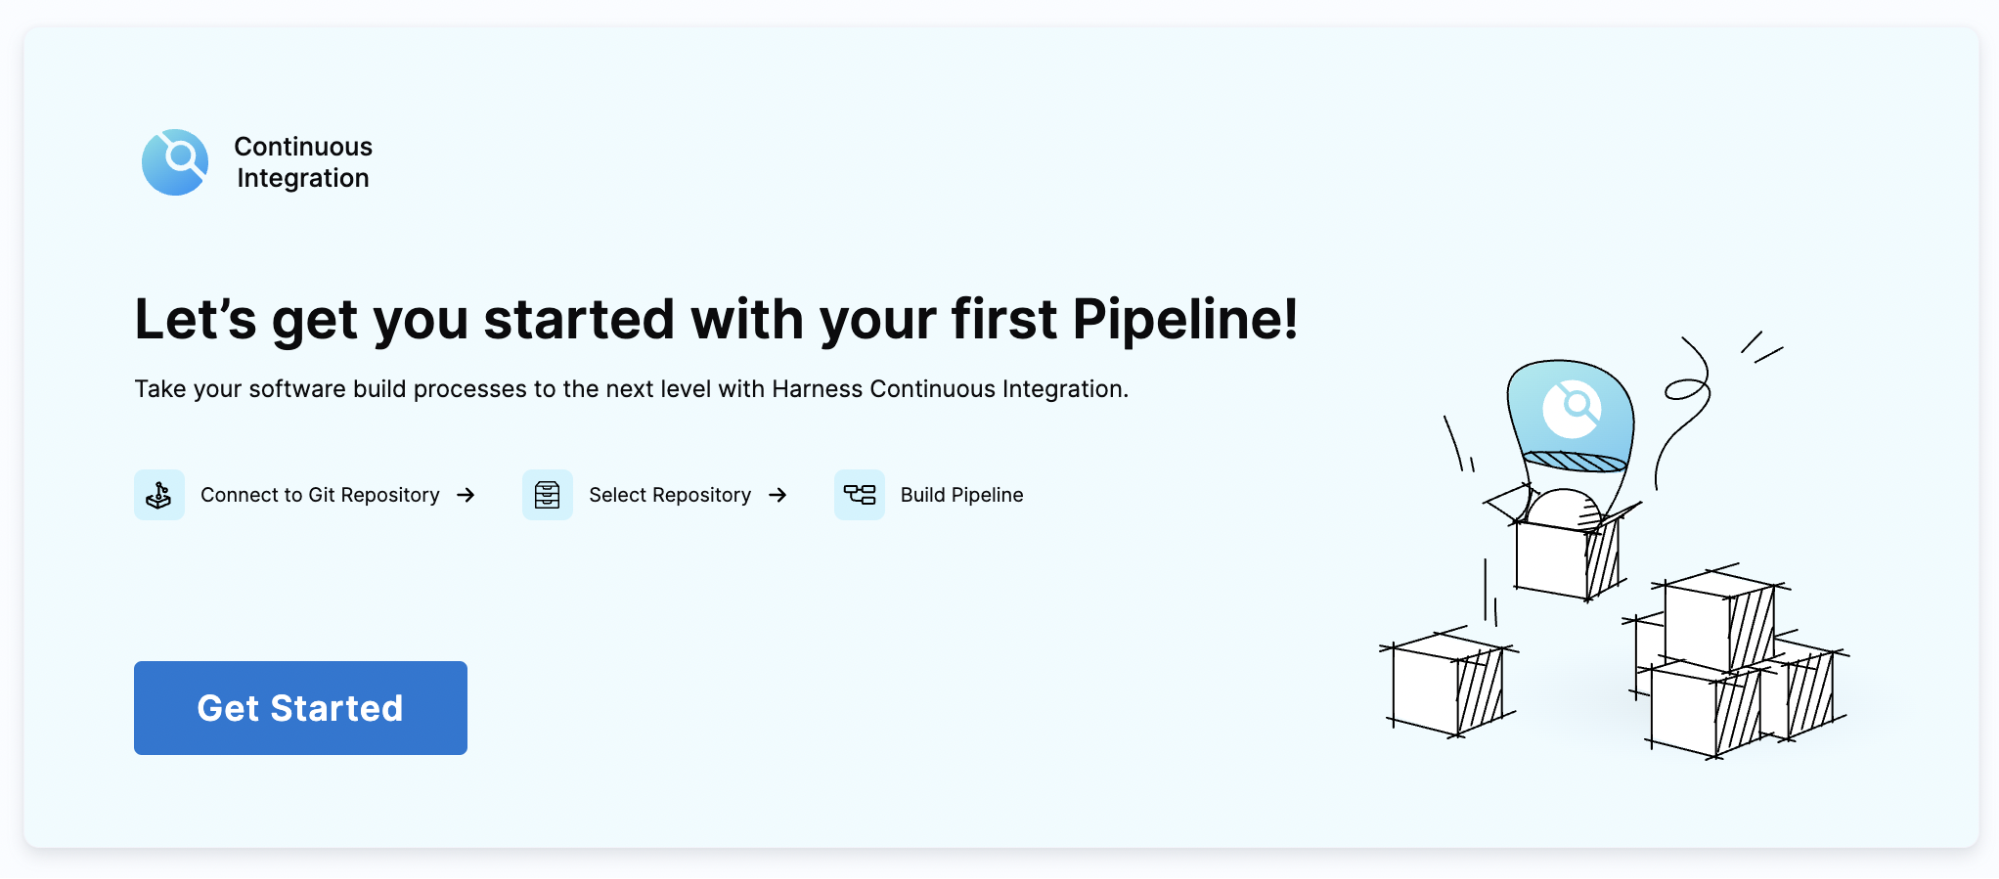 Continuous
Integration
Let’s get you started with your first Pipeline!
Take your software build processes to the next level with Harness Continuous Integration.
Connect to Git Repository → Select Repository → Build Pipeline
Get Started